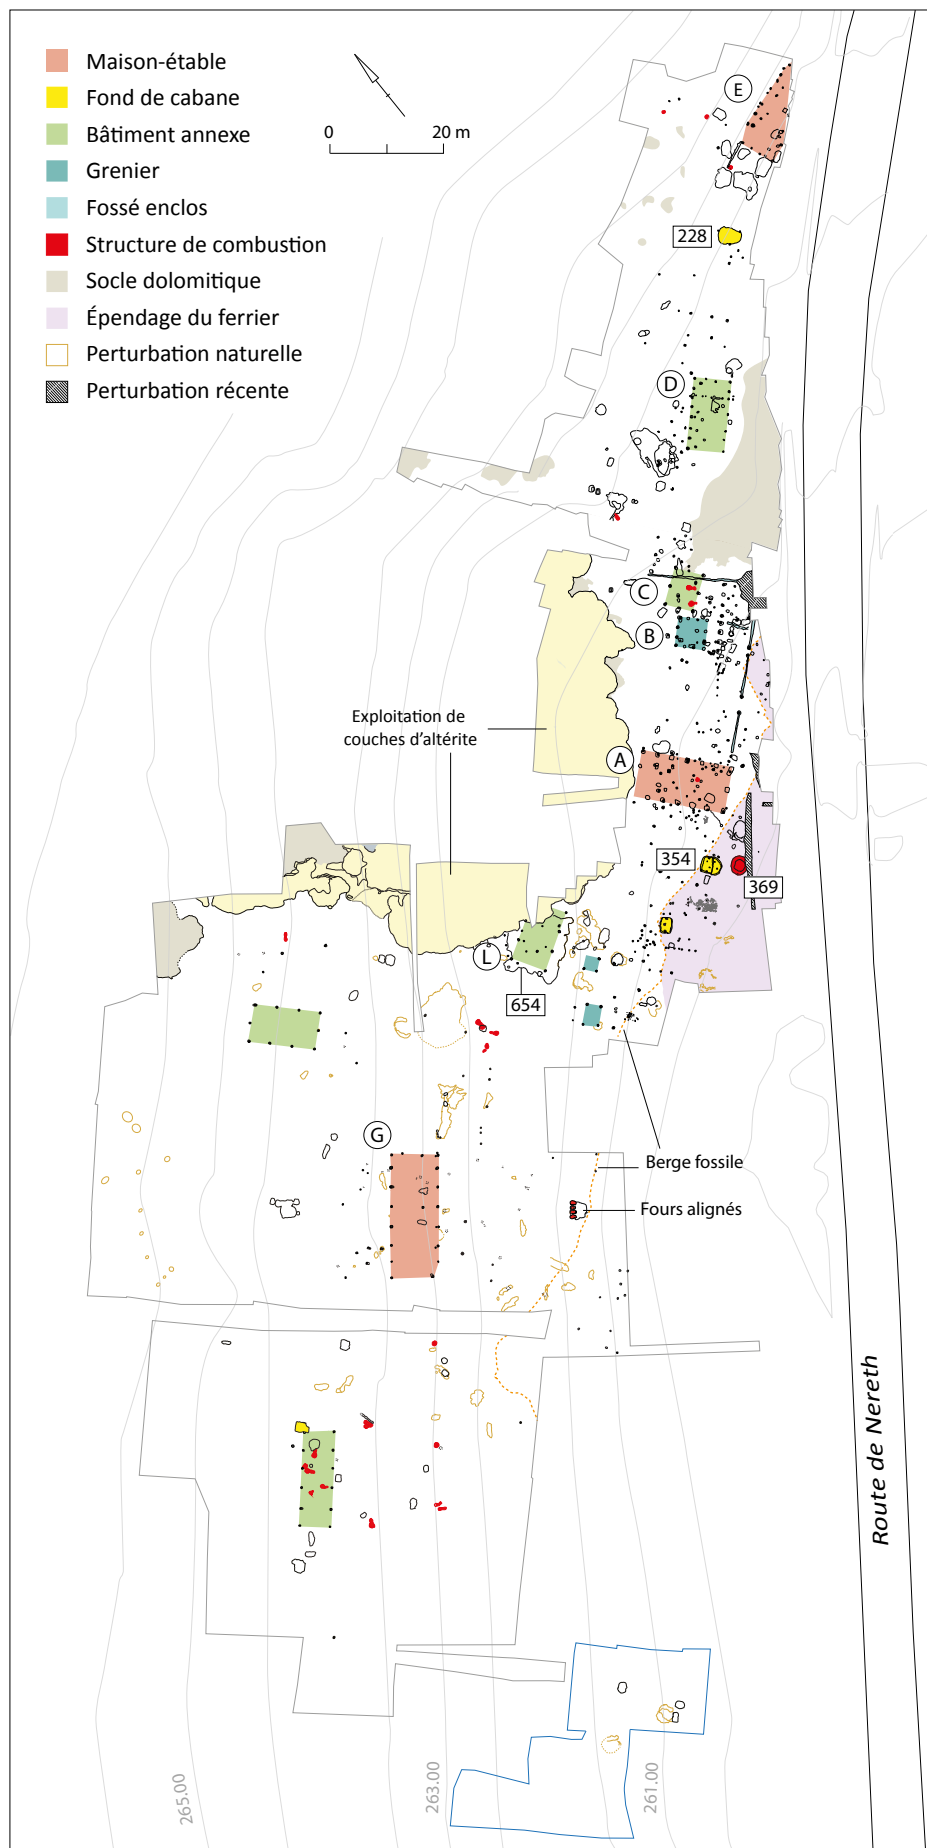 Maison-étable
Fond de cabane
Bâtiment annexe
Grenier
Fossé enclos
Structure de combustion
Socle dolomitique
Épendage du ferrier
Perturbation naturelle
Perturbation récente
0 20 m
E
228
D
C
B
Exploitation de
couches d’altérite
A
354
369
L
654
G
Berge fossile
Fours alignés
Route de Nereth
265.00
263.00
261.00